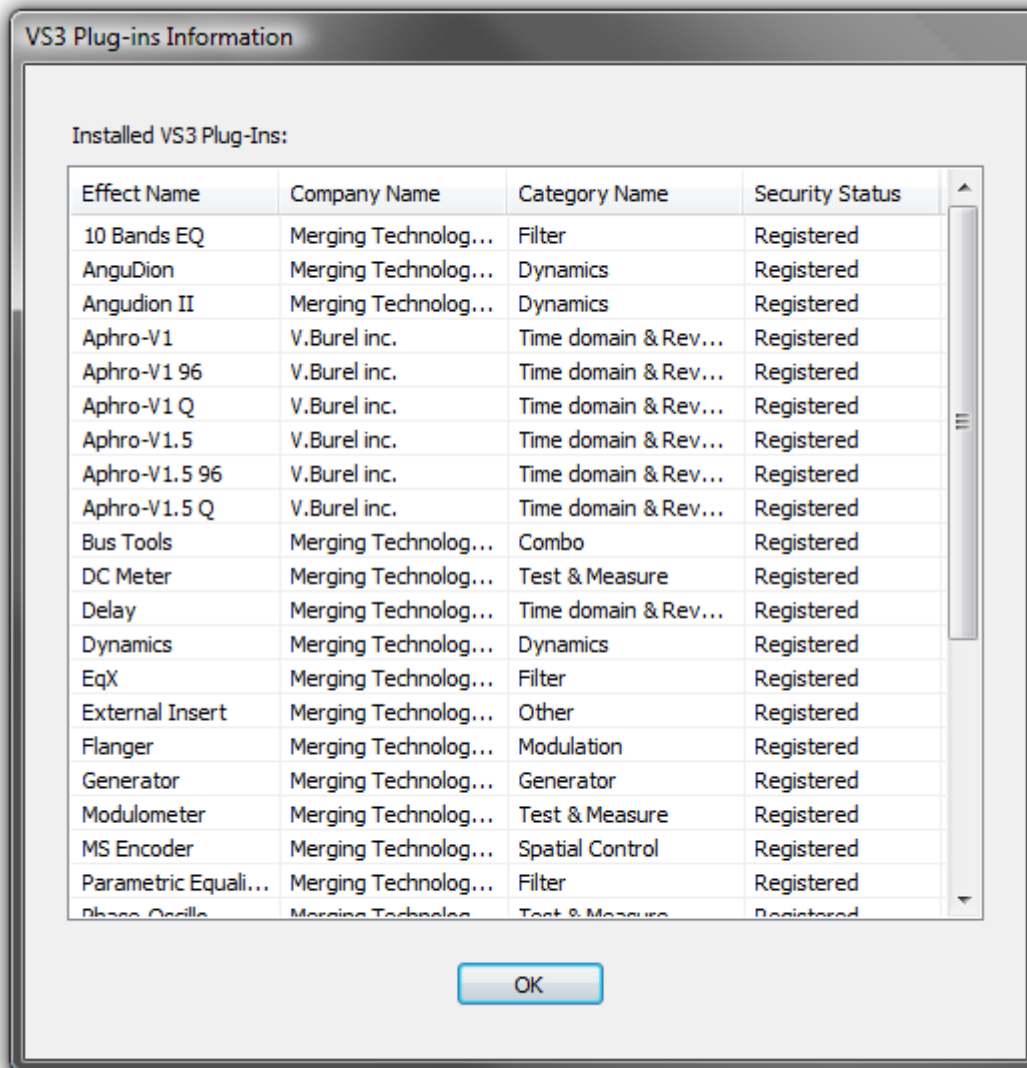 VS3 Plug-ins Information
Installed VS3 Plug-Ins:
Effect Name Company Name Category Name Security Status
10 Bands EQ Merging Technolog... Filter Registered
AnguDion Merging Technolog... Dynamics Registered
Angudion II Merging Technolog... Dynamics Registered
Aphro-V1 V.Burel inc. Time domain & Rev... Registered
Aphro-V1 96 V.Burel inc. Time domain & Rev... Registered
Aphro-V1 Q V.Burel inc. Time domain & Rev... Registered
Aphro-V1.5 V.Burel inc. Time domain & Rev... Registered
Aphro-V1.5 96 V.Burel inc. Time domain & Rev... Registered
Aphro-V1.5 Q V.Burel inc. Time domain & Rev... Registered
Bus Tools Merging Technolog... Combo Registered
DC Meter Merging Technolog... Test & Measure Registered
Delay Merging Technolog... Time domain & Rev... Registered
Dynamics Merging Technolog... Dynamics Registered
EqX Merging Technolog... Filter Registered
External Insert Merging Technolog... Other Registered
Flanger Merging Technolog... Modulation Registered
Generator Merging Technolog... Generator Registered
Modulometer Merging Technolog... Test & Measure Registered
MS Encoder Merging Technolog... Spatial Control Registered
Parametric Equali... Merging Technolog... Filter Registered
Phase-Oscillo Merging Technolog... Test & Measure Registered
OK